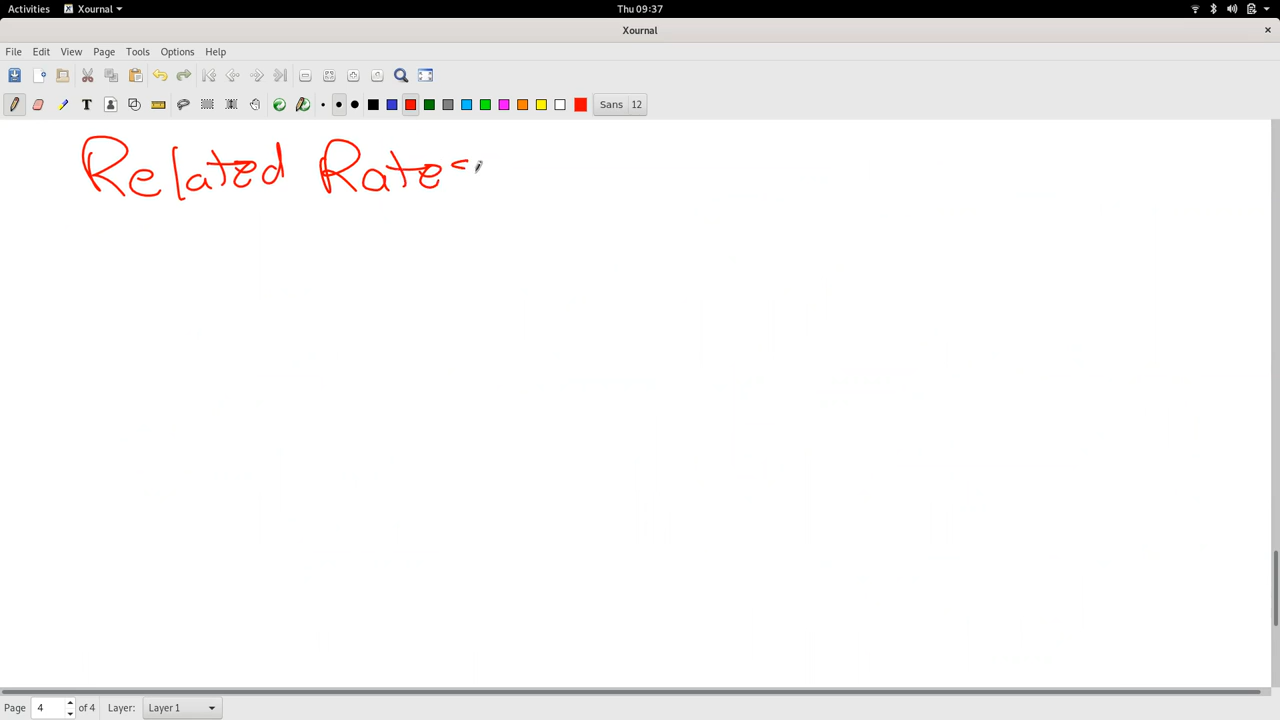 Activities Xournal Thu 09:37
Xournal
File Edit View Page Tools Options Help
T Sans 12
Related Rates
Page 4 of 4 Layer: Layer 1